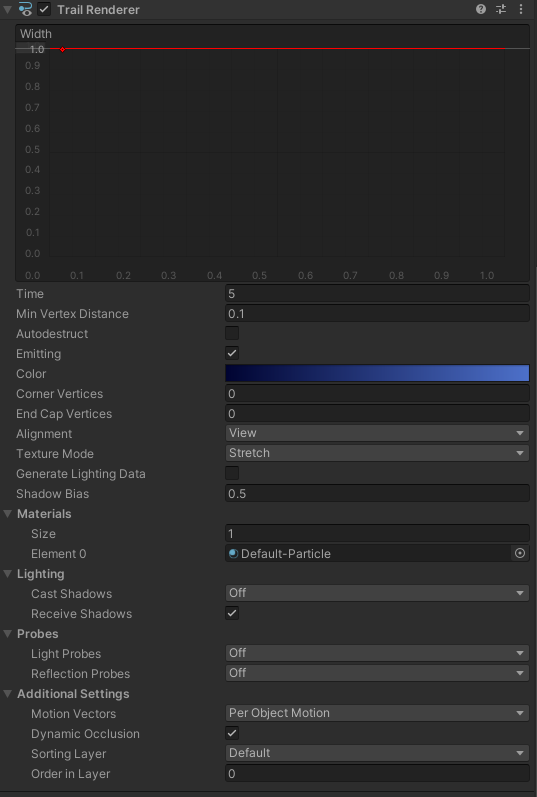 Trail Renderer
Width
1.0
0.9
0.8
0.7
0.6
0.5
0.4
0.3
0.2
0.1
0.0
0.0 0.1 0.2 0.3 0.4 0.5 0.6 0.7 0.8 0.9 1.0
Time 5
Min Vertex Distance 0.1
Autodestruct
Emitting
Color
Corner Vertices 0
End Cap Vertices 0
Alignment View
Texture Mode Stretch
Generate Lighting Data
Shadow Bias 0.5
Materials
Size 1
Element 0 Default-Particle
Lighting
Cast Shadows Off
Receive Shadows
Probes
Light Probes Off
Reflection Probes Off
Additional Settings
Motion Vectors Per Object Motion
Dynamic Occlusion
Sorting Layer Default
Order in Layer 0